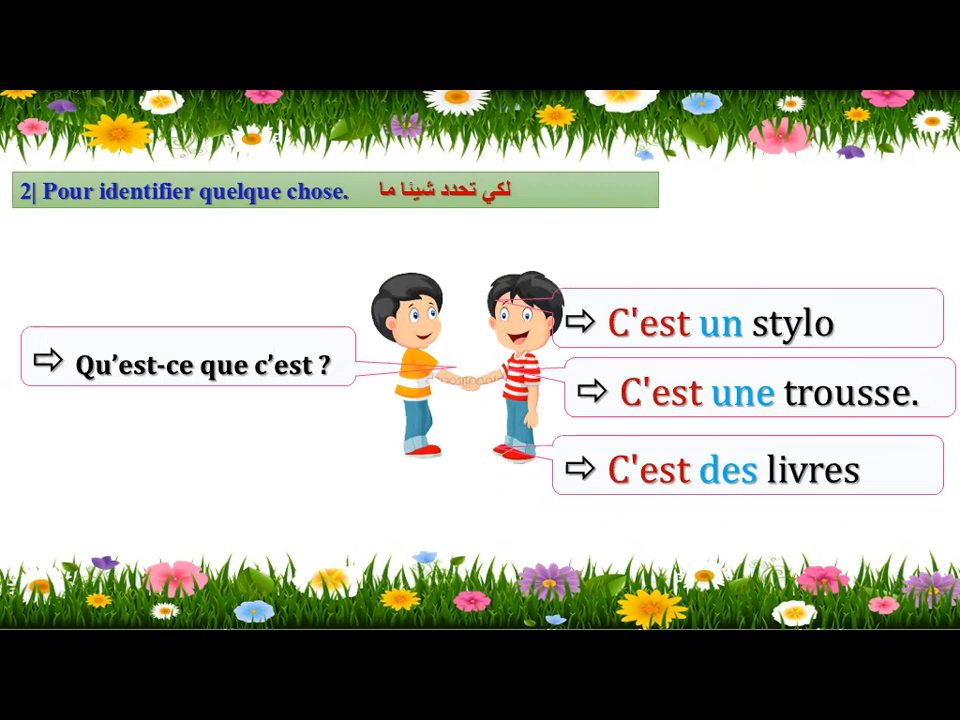 2| Pour identifier quelque chose. لكي تحدد شيئا ما
⇨ Qu’est-ce que c’est ?
⇨ C'est un stylo
⇨ C'est une trousse.
⇨ C'est des livres
depositphotos